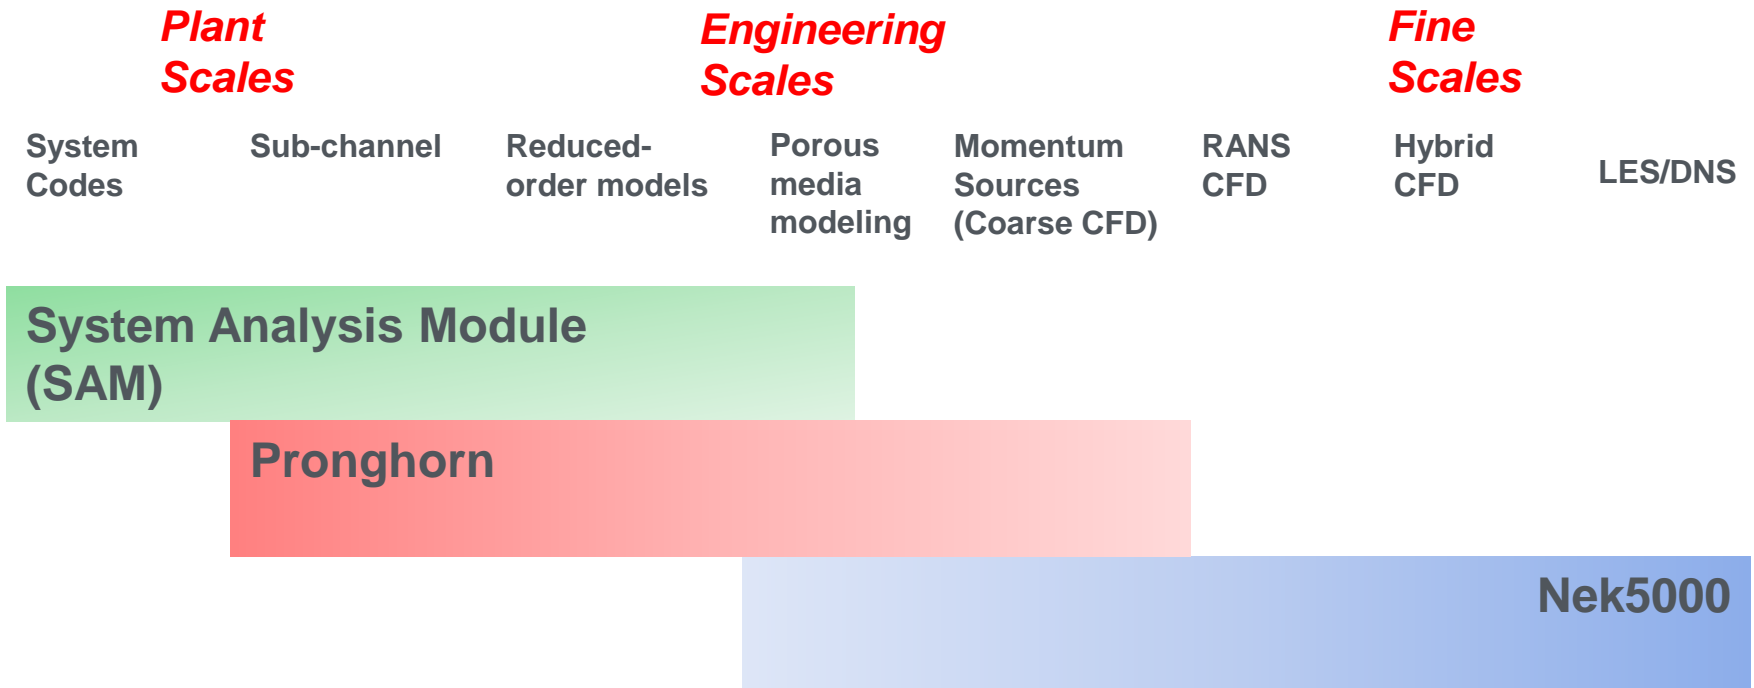 Plant
Scales
Engineering
Scales
Fine
Scales
System
Codes
Sub-channel
Reduced-
order models
Porous
media
modeling
Momentum
Sources
(Coarse CFD)
RANS
CFD
Hybrid
CFD
LES/DNS
System Analysis Module
(SAM)
Pronghorn
Nek5000